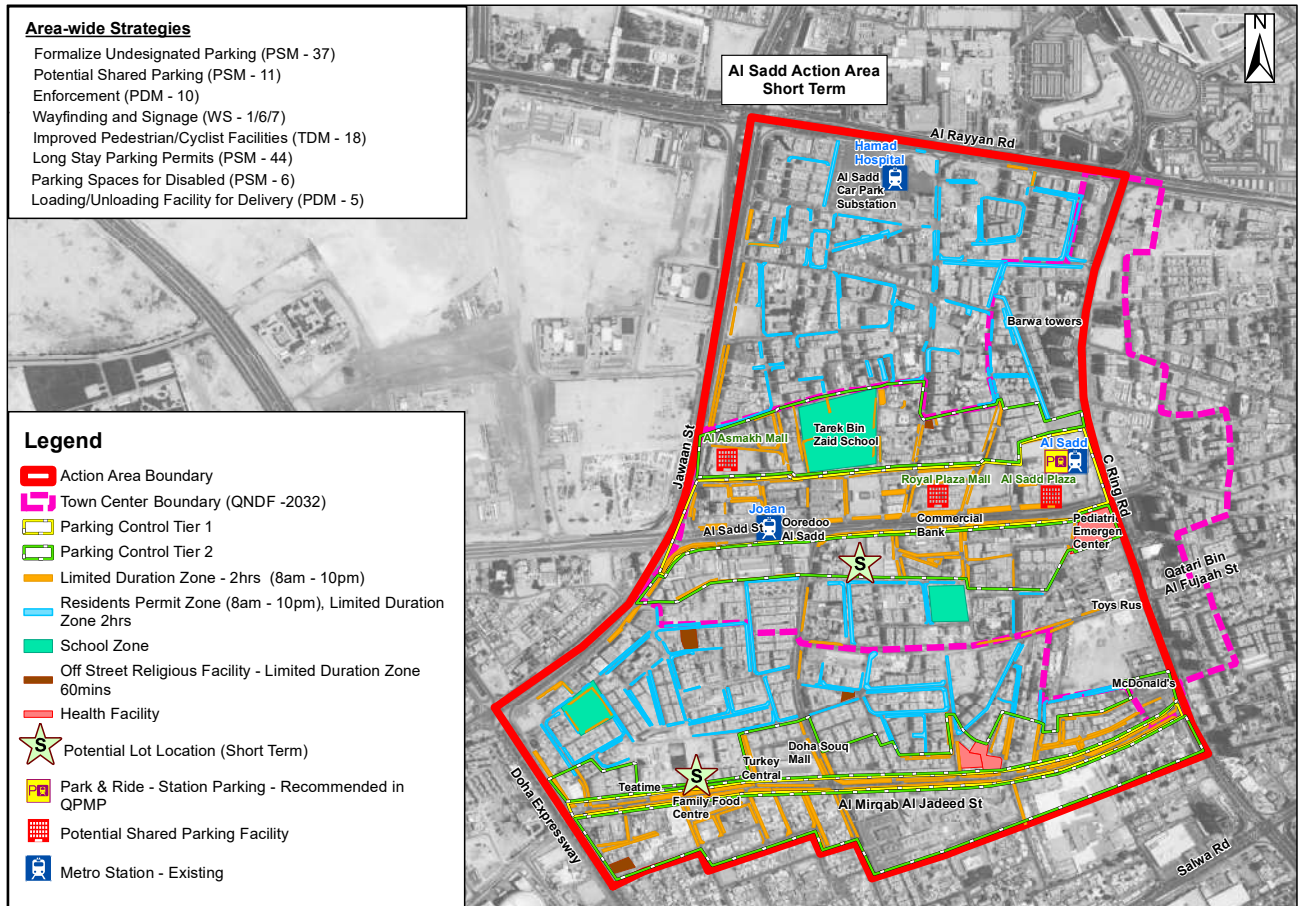 Area-wide Strategies
Formalize Undesignated Parking (PSM - 37)
Potential Shared Parking (PSM - 11)
Enforcement (PDM - 10)
Wayfinding and Signage (WS - 1/6/7)
Improved Pedestrian/Cyclist Facilities (TDM - 18)
Long Stay Parking Permits (PSM - 44)
Parking Spaces for Disabled (PSM - 6)
Loading/Unloading Facility for Delivery (PDM - 5)
Al Sadd Action Area
Short Term
N
Al Rayyan Rd
Hamad
Hospital
Al Sadd
Car Park
Substation
Barwa towers
Jawaan St
Al Asmakh Mall
Tarek Bin
Zaid School
Al Sadd
P
C Ring Rd
Royal Plaza Mall
Al Sadd Plaza
Joaan
Al Sadd St
Ooredoo
Al Sadd
Commercial
Bank
Pediatri
Emergen
Center
S
Qatari Bin
Al Fujaah St
Toys Rus
McDonald's
Doha Souq
Mall
Turkey
Central
Teatime
S
Family Food
Centre
Al Mirqab Al Jadeed St
Doha Expressway
Salwa Rd
Legend
Action Area Boundary
Town Center Boundary (QNDF -2032)
Parking Control Tier 1
Parking Control Tier 2
Limited Duration Zone - 2hrs (8am - 10pm)
Residents Permit Zone (8am - 10pm), Limited Duration
Zone 2hrs
School Zone
Off Street Religious Facility - Limited Duration Zone
60mins
Health Facility
S
Potential Lot Location (Short Term)
P
Park & Ride - Station Parking - Recommended in
QPMP
Potential Shared Parking Facility
Metro Station - Existing